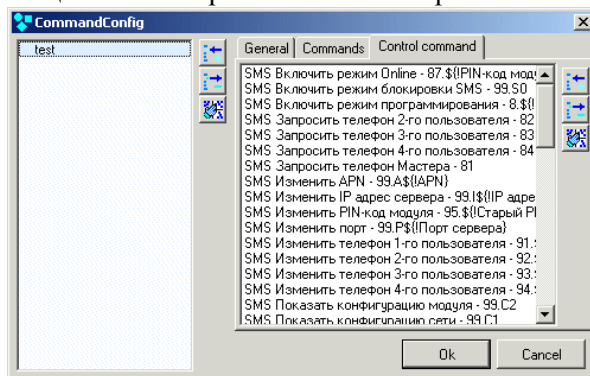 CommandConfig
test
General Commands Control command
SMS Включить режим Online - 87.${!PIN-код моду
SMS Включить режим блокировки SMS - 99.S0
SMS Включить режим программирования - 8.${!
SMS Запросить телефон 2-го пользователя - 82
SMS Запросить телефон 3-го пользователя - 83
SMS Запросить телефон 4-го пользователя - 84
SMS Запросить телефон Мастера - 81
SMS Изменить APN - 99.A${!APN}
SMS Изменить IP адрес сервера - 99.I${!IP адре
SMS Изменить PIN-код модуля - 95.${!Старый PI
SMS Изменить порт - 99.P${!Порт сервера}
SMS Изменить телефон 1-го пользователя - 91.
SMS Изменить телефон 2-го пользователя - 92.
SMS Изменить телефон 3-го пользователя - 93.
SMS Изменить телефон 4-го пользователя - 94.
SMS Показать конфигурацию модуля - 99.C2
SMS Показать конфигурацию сети - 99.C1
Ok Cancel